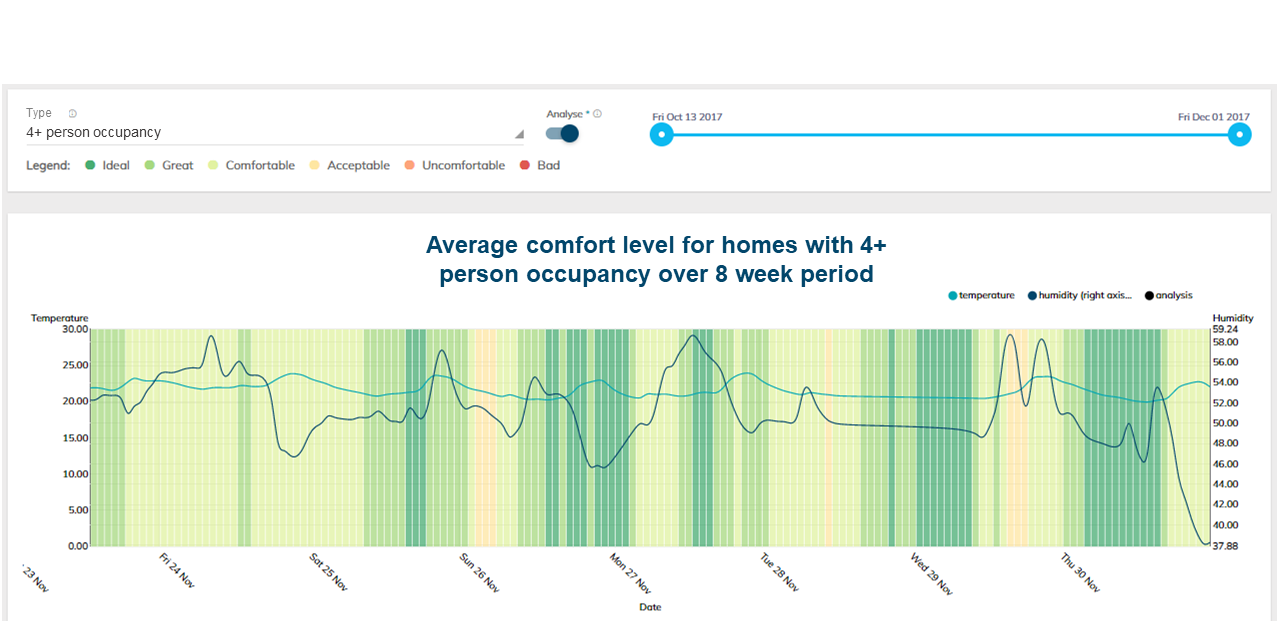 Type
4+ person occupancy
Analyse *
Fri Oct 13 2017
Fri Dec 01 2017
Legend: Ideal Great Comfortable Acceptable Uncomfortable Bad
Average comfort level for homes with 4+
person occupancy over 8 week period
temperature humidity (right axis... analysis
Temperature
Humidity
30.00
25.00
20.00
15.00
10.00
5.00
0.00
59.24
58.00
56.00
54.00
52.00
50.00
48.00
46.00
44.00
42.00
40.00
37.88
23 Nov
Fri 24 Nov
Sat 25 Nov
Sun 26 Nov
Mon 27 Nov
Tue 28 Nov
Wed 29 Nov
Thu 30 Nov
Date